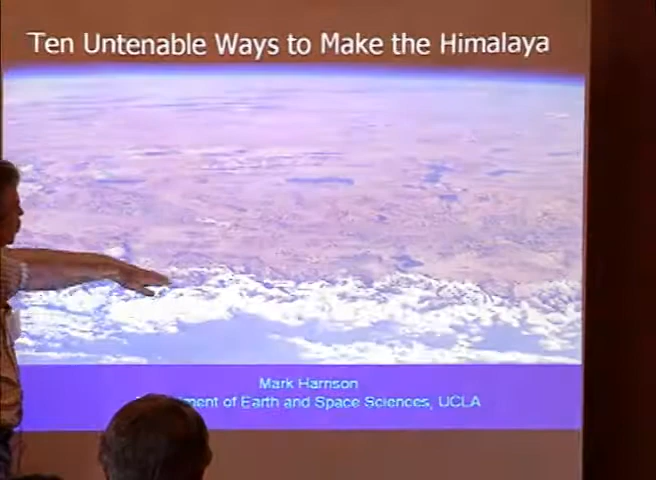 Ten Untenable Ways to Make the Himalaya
Mark Harrison
ment of Earth and Space Sciences, UCLA